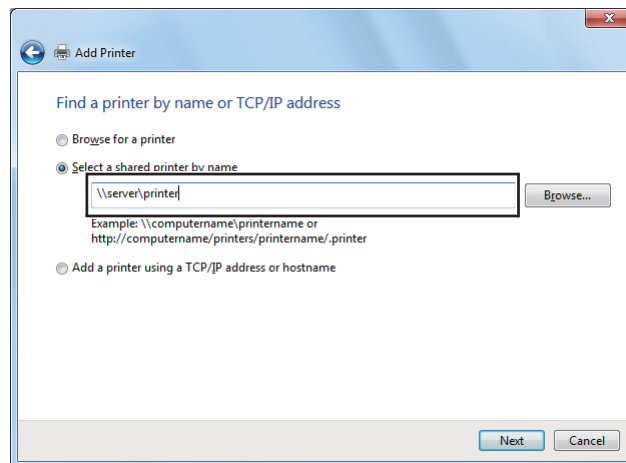 Add Printer
Find a printer by name or TCP/IP address
Browse for a printer
Select a shared printer by name
\\server\printer
Browse...
Example: \\computername\printername or
http://computername/printers/printername/.printer
Add a printer using a TCP/IP address or hostname
Next
Cancel